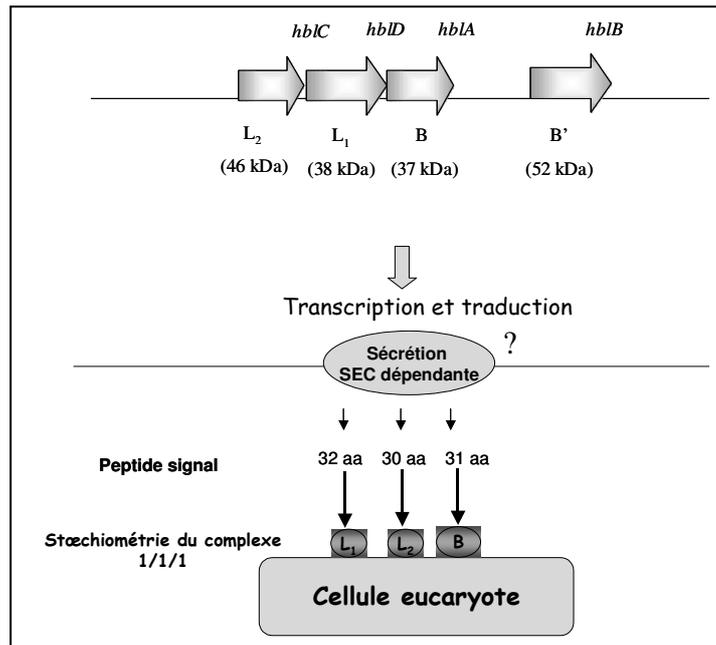 hblC hblD hblA hblB
L2 L1 B B’
(46 kDa) (38 kDa) (37 kDa) (52 kDa)
Transcription et traduction
?
Sécrétion
SEC dépendante
Peptide signal 32 aa 30 aa 31 aa
Stœchiométrie du complexe
1/1/1
L1 L2 B
Cellule eucaryote